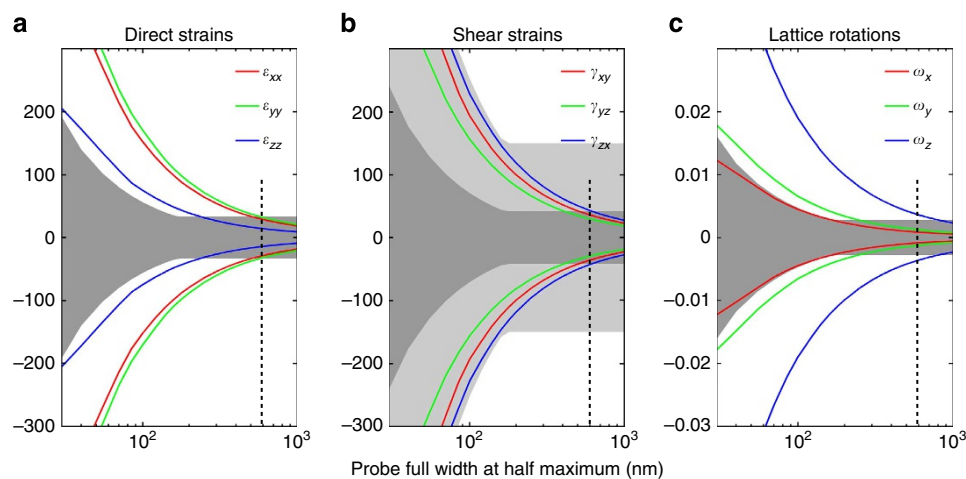 a
Direct strains
200
100
0
−100
−200
−300
10²
10³
εxx
εyy
εzz
b
Shear strains
200
100
0
−100
−200
−300
10²
10³
γxy
γyz
γzx
c
Lattice rotations
0.02
0.01
0
−0.01
−0.02
−0.03
10²
10³
ωx
ωy
ωz
Probe full width at half maximum (nm)